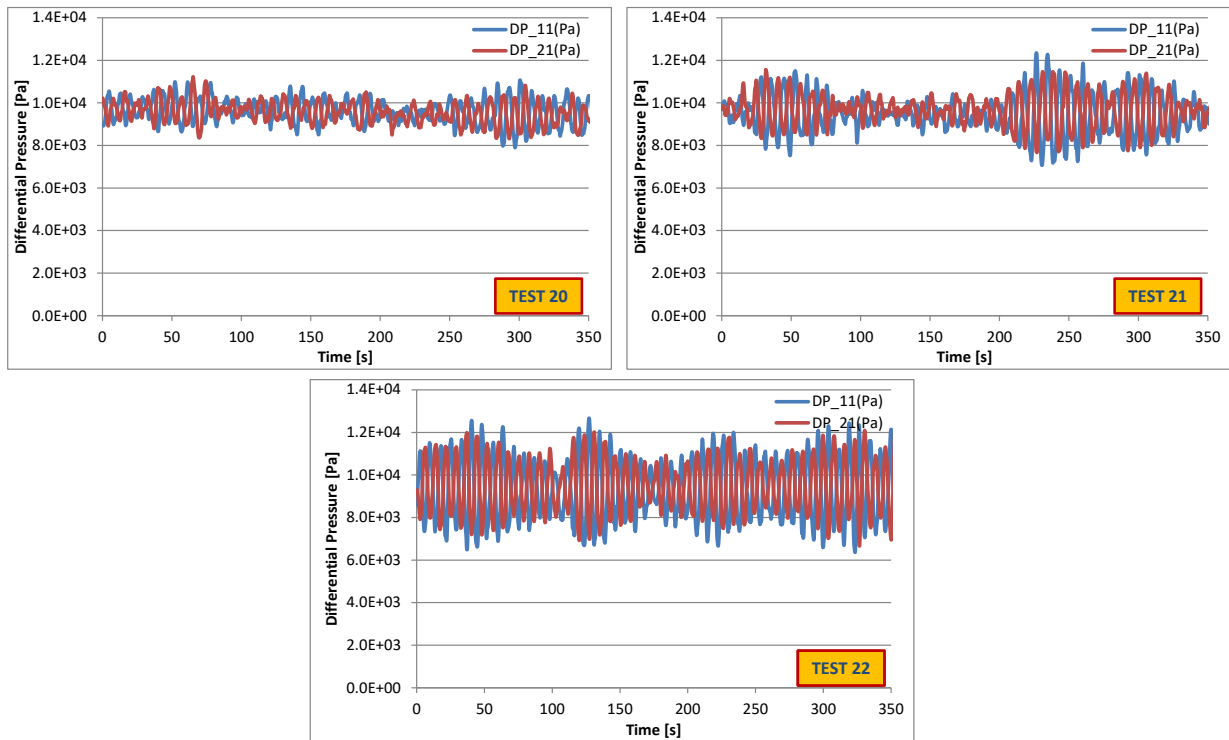 1.4E+04
1.2E+04
1.0E+04
8.0E+03
6.0E+03
4.0E+03
2.0E+03
0.0E+00
Differential Pressure [Pa]
DP_11(Pa)
DP_21(Pa)
TEST 20
0 50 100 150 200 250 300 350
Time [s]
1.4E+04
1.2E+04
1.0E+04
8.0E+03
6.0E+03
4.0E+03
2.0E+03
0.0E+00
Differential Pressure [Pa]
DP_11(Pa)
DP_21(Pa)
TEST 21
0 50 100 150 200 250 300 350
Time [s]
1.4E+04
1.2E+04
1.0E+04
8.0E+03
6.0E+03
4.0E+03
2.0E+03
0.0E+00
Differential Pressure [Pa]
DP_11(Pa)
DP_21(Pa)
TEST 22
0 50 100 150 200 250 300 350
Time [s]